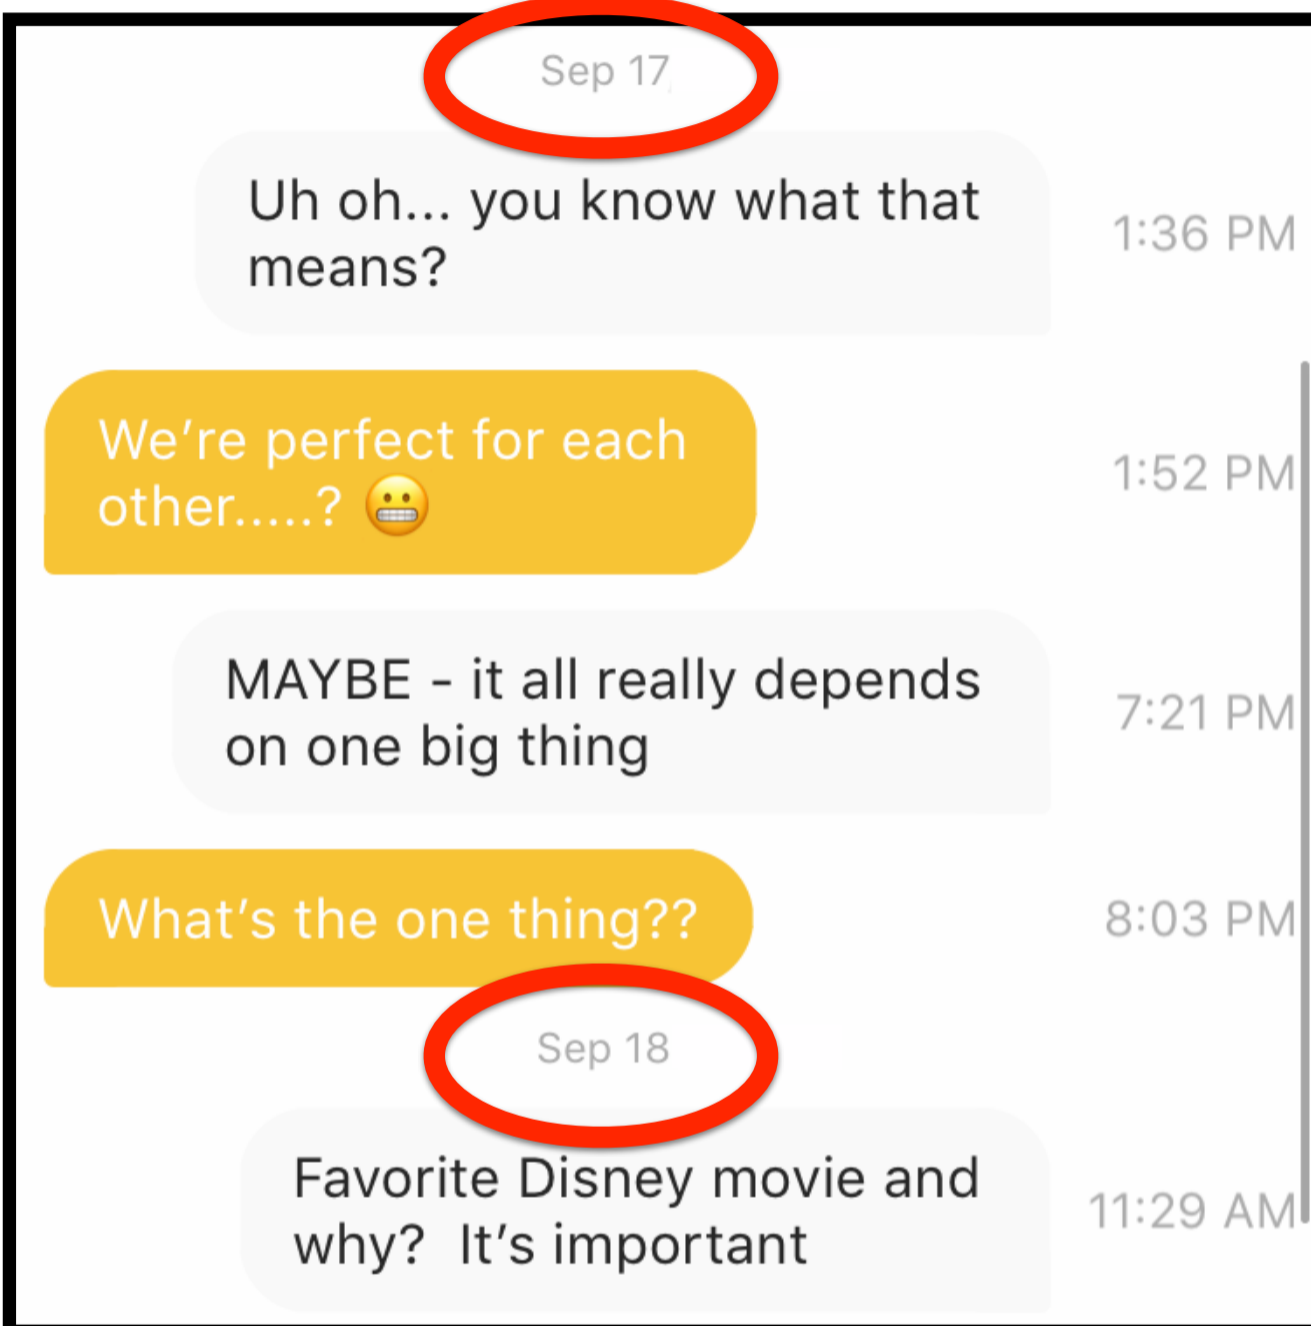 Sep 17
Uh oh... you know what that
means?
1:36 PM
We're perfect for each
other.....? 😬
1:52 PM
MAYBE - it all really depends
on one big thing
7:21 PM
What's the one thing??
8:03 PM
Sep 18
Favorite Disney movie and
why?  It's important
11:29 AM